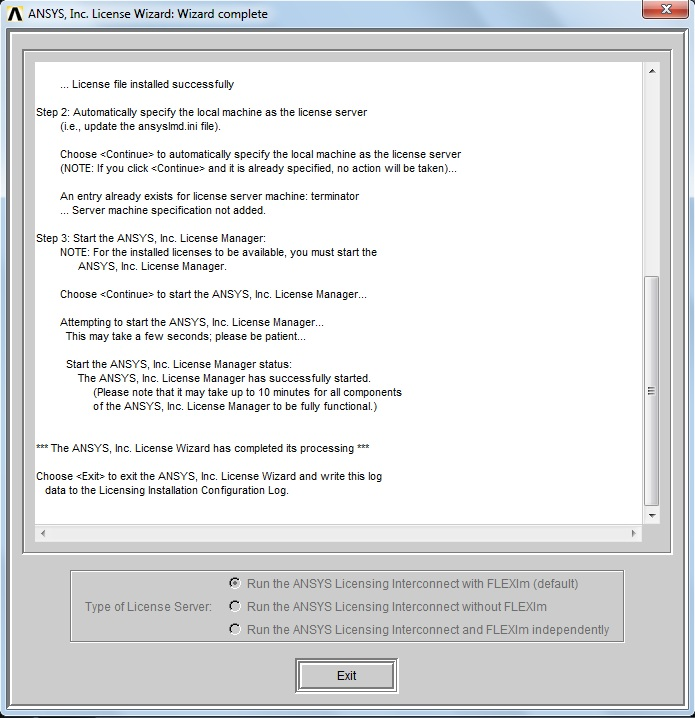 ANSYS, Inc. License Wizard: Wizard complete
... License file installed successfully
Step 2: Automatically specify the local machine as the license server
(i.e., update the ansyslmd.ini file).
Choose <Continue> to automatically specify the local machine as the license server
(NOTE: If you click <Continue> and it is already specified, no action will be taken)...
An entry already exists for license server machine: terminator
... Server machine specification not added.
Step 3: Start the ANSYS, Inc. License Manager:
NOTE: For the installed licenses to be available, you must start the
ANSYS, Inc. License Manager.
Choose <Continue> to start the ANSYS, Inc. License Manager...
Attempting to start the ANSYS, Inc. License Manager...
This may take a few seconds; please be patient...
Start the ANSYS, Inc. License Manager status:
The ANSYS, Inc. License Manager has successfully started.
(Please note that it may take up to 10 minutes for all components
of the ANSYS, Inc. License Manager to be fully functional.)
*** The ANSYS, Inc. License Wizard has completed its processing ***
Choose <Exit> to exit the ANSYS, Inc. License Wizard and write this log
data to the Licensing Installation Configuration Log.
Type of License Server:
Run the ANSYS Licensing Interconnect with FLEXlm (default)
Run the ANSYS Licensing Interconnect without FLEXlm
Run the ANSYS Licensing Interconnect and FLEXlm independently
Exit